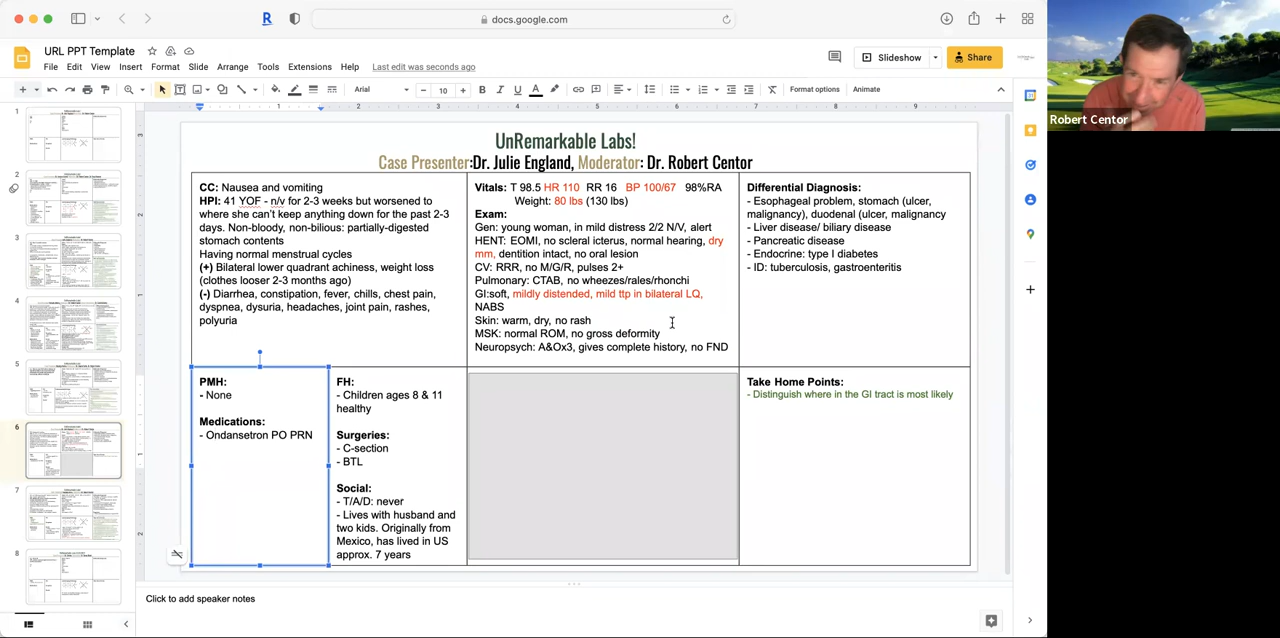 docs.google.com
URL PPT Template
File Edit View Insert Format Slide Arrange Tools Extensions Help Last edit was seconds ago
Slideshow
Share
Arial
10
Format options
Animate
UnRemarkable Labs!
Case Presenter:Dr. Julie England, Moderator: Dr. Robert Centor
CC: Nausea and vomiting
HPI: 41 YOF - n/v for 2-3 weeks but worsened to
where she can't keep anything down for the past 2-3
days. Non-bloody, non-bilious: partially-digested
stomach contents
Having normal menstrual cycles
(+) Bilateral lower quadrant achiness, weight loss
(clothes looser 2-3 months ago)
(-) Diarrhea, constipation, fever, chills, chest pain,
dyspnea, dysuria, headaches, joint pain, rashes,
polyuria
Vitals: T 98.5 HR 110 RR 16 BP 100/67 98%RA
Weight: 80 lbs (130 lbs)
Exam:
Gen: young woman, in mild distress 2/2 N/V, alert
HENT: EOMI, no scleral icterus, normal hearing, dry
mm, dentition intact, no oral lesion
CV: RRR, no M/G/R, pulses 2+
Pulmonary: CTAB, no wheezes/rales/rhonchi
GI:soft, mildly distended, mild ttp in bilateral LQ,
NABS
Skin: warm, dry, no rash
MSK: normal ROM, no gross deformity
Neuropsych: A&Ox3, gives complete history, no FND
Differential Diagnosis:
- Esophageal problem, stomach (ulcer,
malignancy), duodenal (ulcer, malignancy
- Liver disease/ biliary disease
- Pancreatic disease
- Endocrine: type I diabetes
- ID: tuberculosis, gastroenteritis
PMH:
- None
Medications:
- Ondansetron PO PRN
FH:
- Children ages 8 & 11
healthy
Surgeries:
- C-section
- BTL
Social:
- T/A/D: never
- Lives with husband and
two kids. Originally from
Mexico, has lived in US
approx. 7 years
Take Home Points:
- Distinguish where in the GI tract is most likely
Click to add speaker notes
1
2
3
4
5
6
7
8
Robert Centor